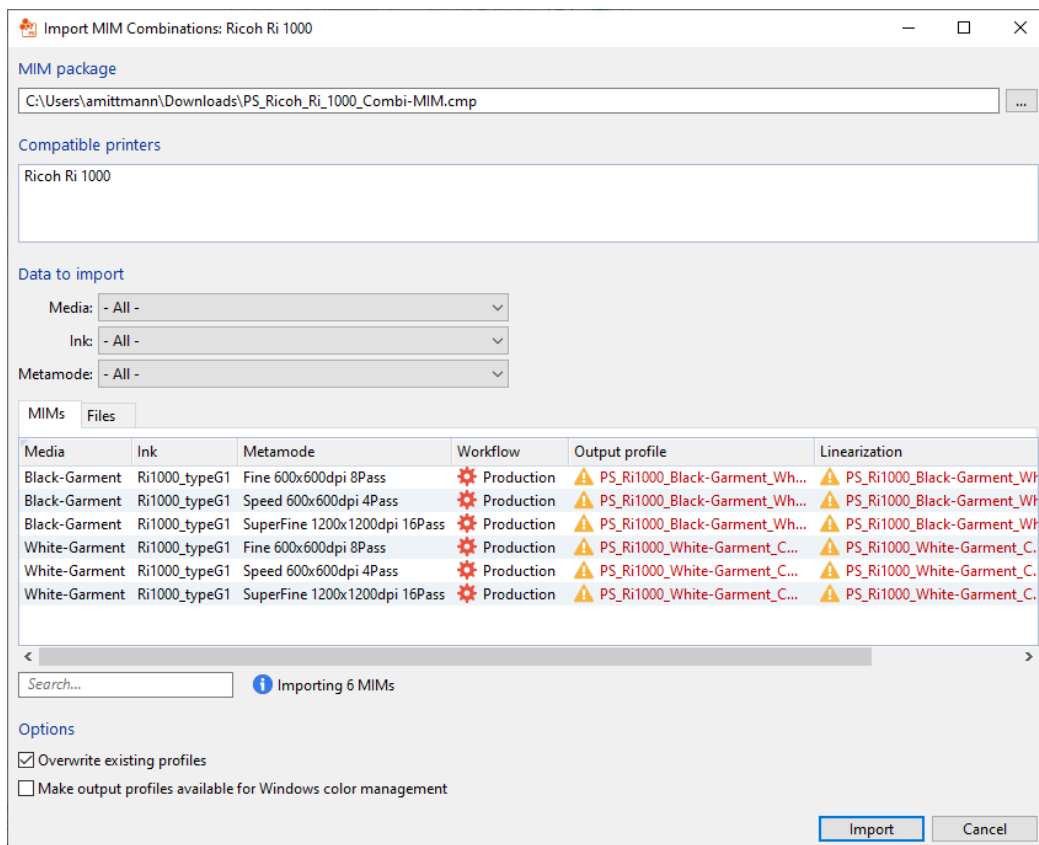 Import MIM Combinations: Ricoh Ri 1000
MIM package
C:\Users\amittmann\Downloads\PS_Ricoh_Ri_1000_Combi-MIM.cmp
...
Compatible printers
Ricoh Ri 1000
Data to import
Media: - All -
Ink: - All -
Metamode: - All -
MIMs Files
Media Ink Metamode Workflow Output profile Linearization
Black-Garment Ri1000_typeG1 Fine 600x600dpi 8Pass Production PS_Ri1000_Black-Garment_Wh... PS_Ri1000_Black-Garment_Wh
Black-Garment Ri1000_typeG1 Speed 600x600dpi 4Pass Production PS_Ri1000_Black-Garment_Wh... PS_Ri1000_Black-Garment_Wh
Black-Garment Ri1000_typeG1 SuperFine 1200x1200dpi 16Pass Production PS_Ri1000_Black-Garment_Wh... PS_Ri1000_Black-Garment_Wh
White-Garment Ri1000_typeG1 Fine 600x600dpi 8Pass Production PS_Ri1000_White-Garment_C... PS_Ri1000_White-Garment_C.
White-Garment Ri1000_typeG1 Speed 600x600dpi 4Pass Production PS_Ri1000_White-Garment_C... PS_Ri1000_White-Garment_C.
White-Garment Ri1000_typeG1 SuperFine 1200x1200dpi 16Pass Production PS_Ri1000_White-Garment_C... PS_Ri1000_White-Garment_C.
Search... Importing 6 MIMs
Options
Overwrite existing profiles
Make output profiles available for Windows color management
Import Cancel